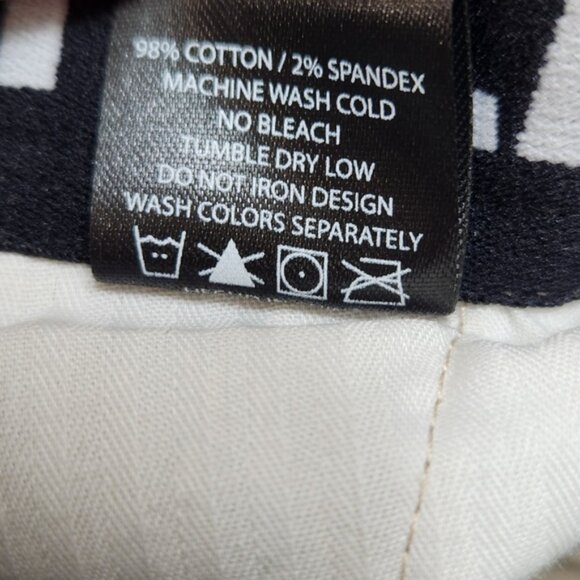 98% COTTON / 2% SPANDEX
MACHINE WASH COLD
NO BLEACH
TUMBLE DRY LOW
DO NOT IRON DESIGN
WASH COLORS SEPARATELY